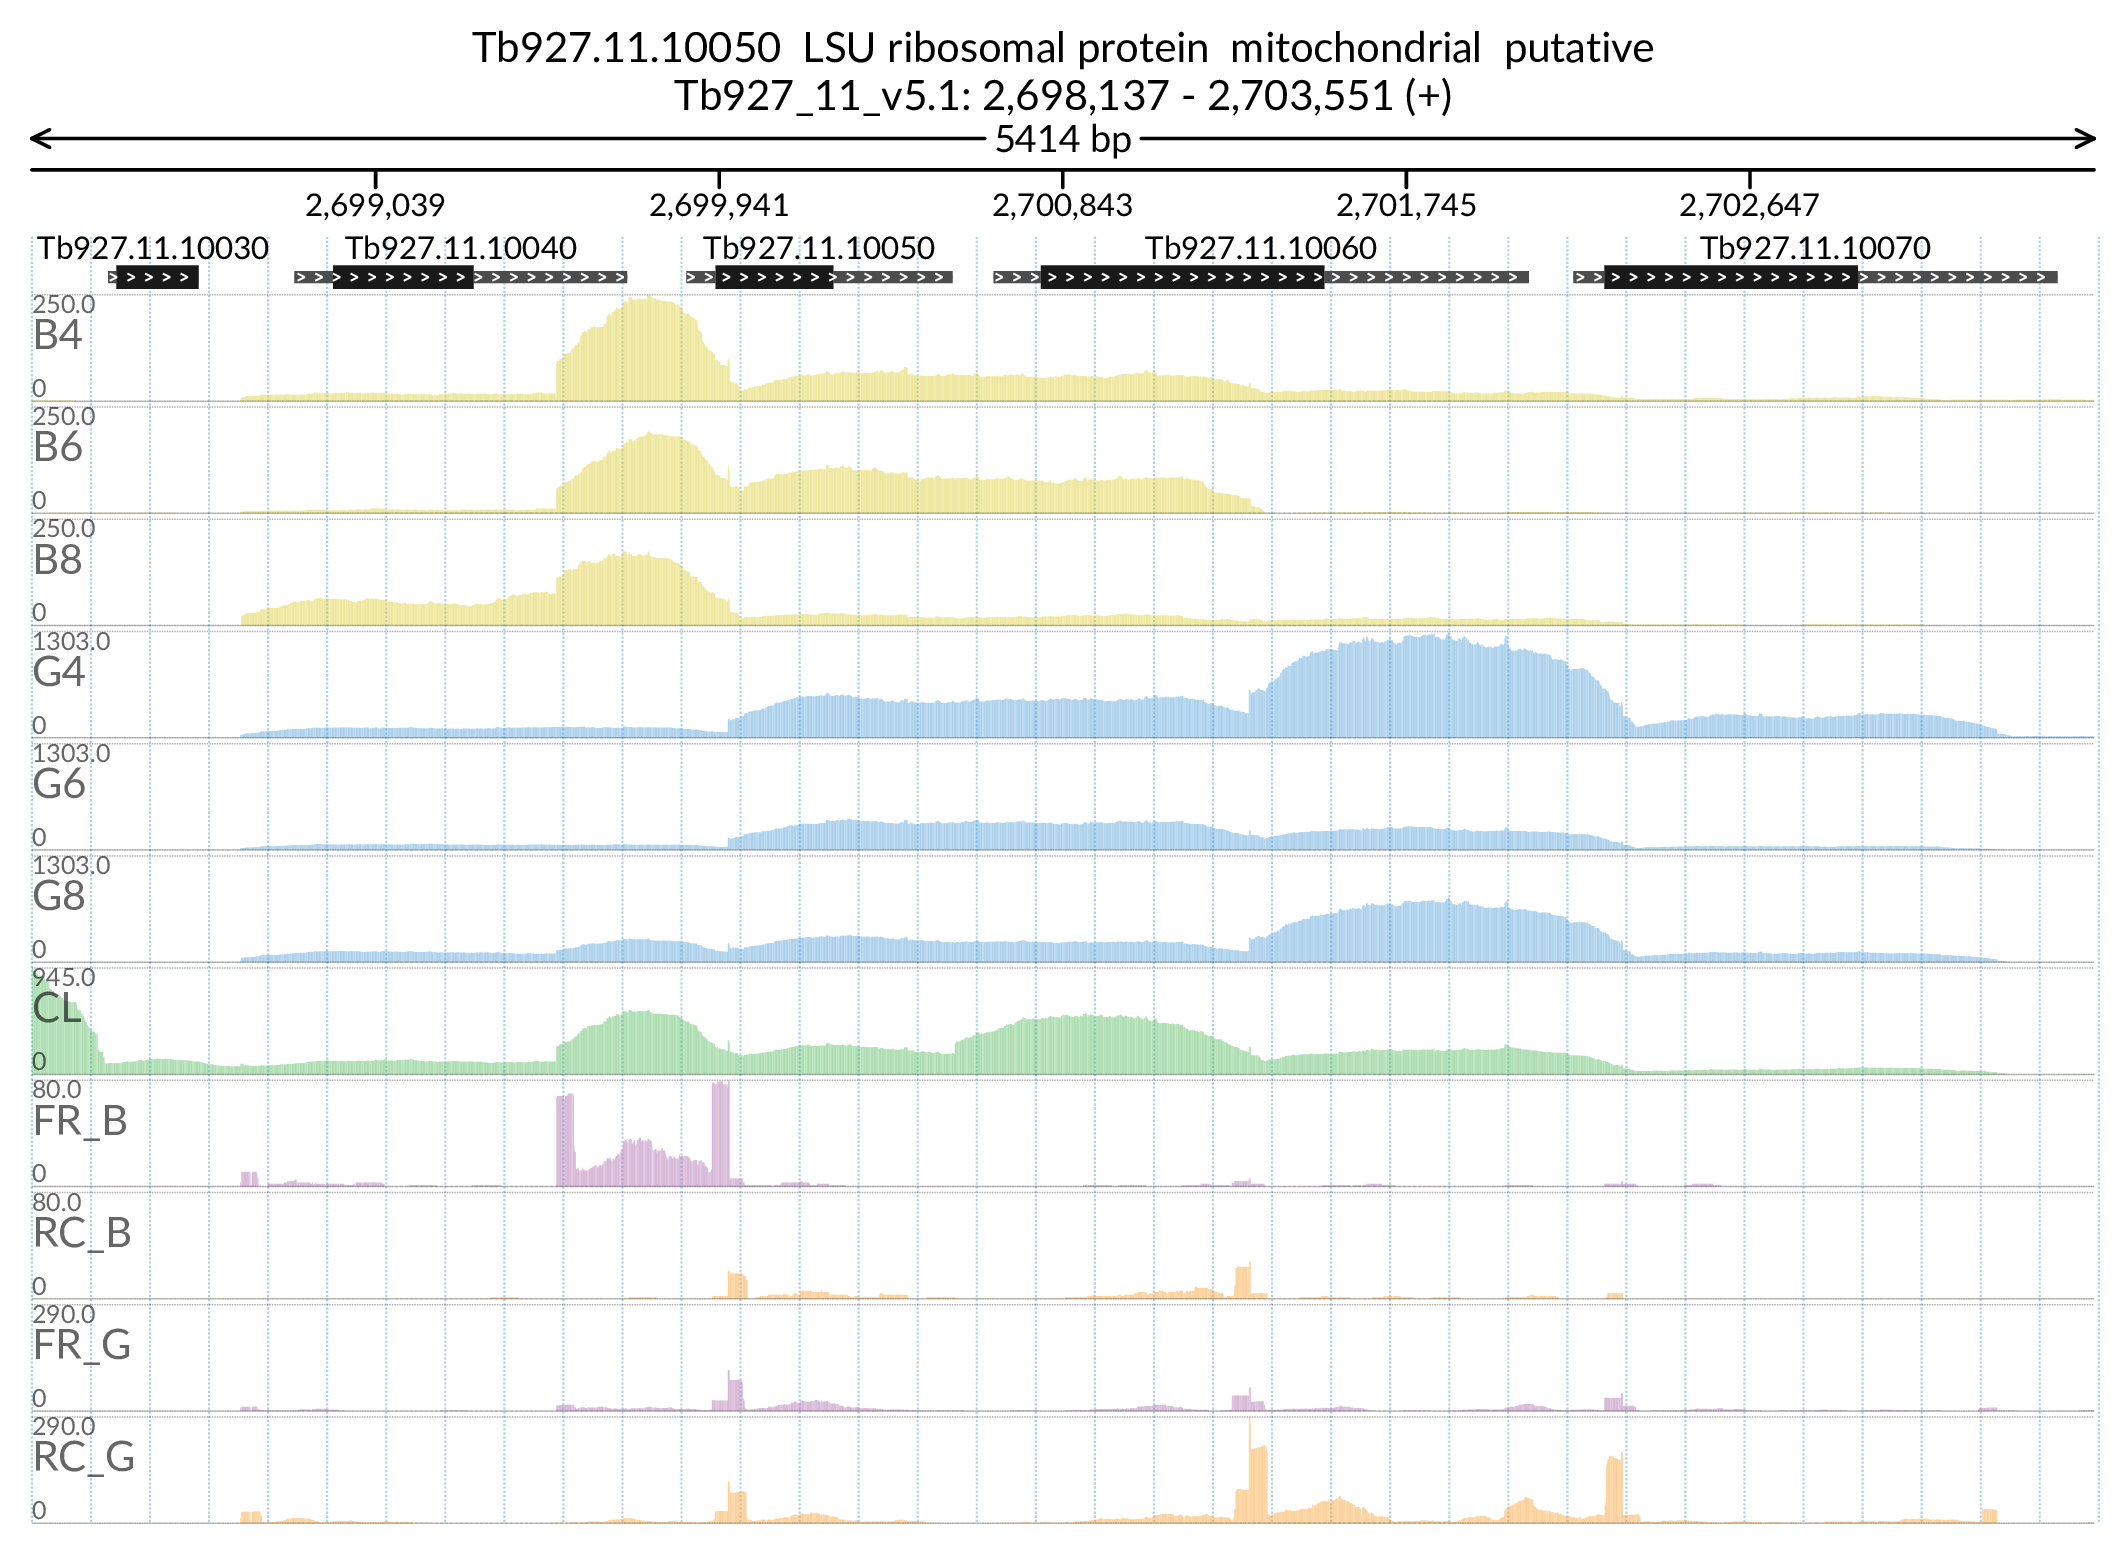 Tb927.11.10050 LSU ribosomal protein mitochondrial putative
Tb927_11_v5.1: 2,698,137 - 2,703,551 (+)
5414 bp
2,699,039 2,699,941 2,700,843 2,701,745 2,702,647
Tb927.11.10030 Tb927.11.10040 Tb927.11.10050 Tb927.11.10060 Tb927.11.10070
250.0
B4
0
250.0
B6
0
250.0
B8
0
1303.0
G4
0
1303.0
G6
0
1303.0
G8
0
945.0
CL
0
80.0
FR_B
0
80.0
RC_B
0
290.0
FR_G
0
290.0
RC_G
0